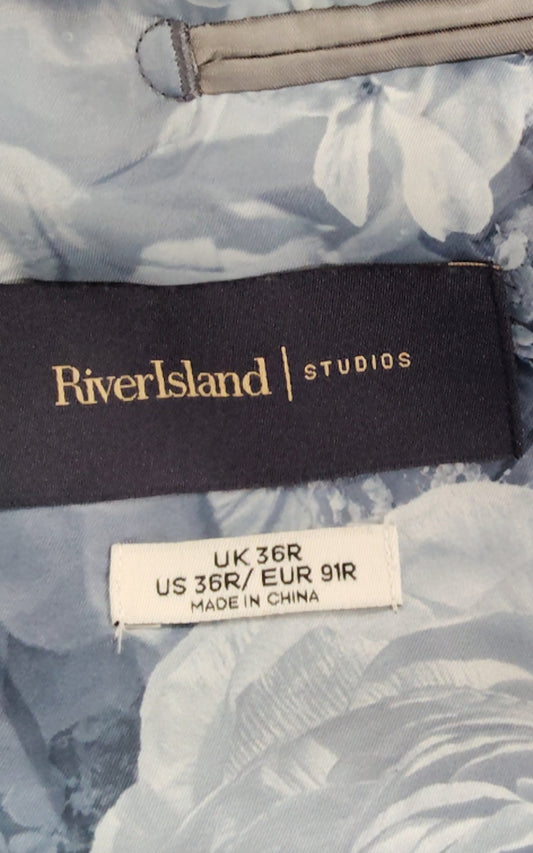 RiverIsland | STUDIOS
UK 36R
US 36R/ EUR 91R
MADE IN CHINA